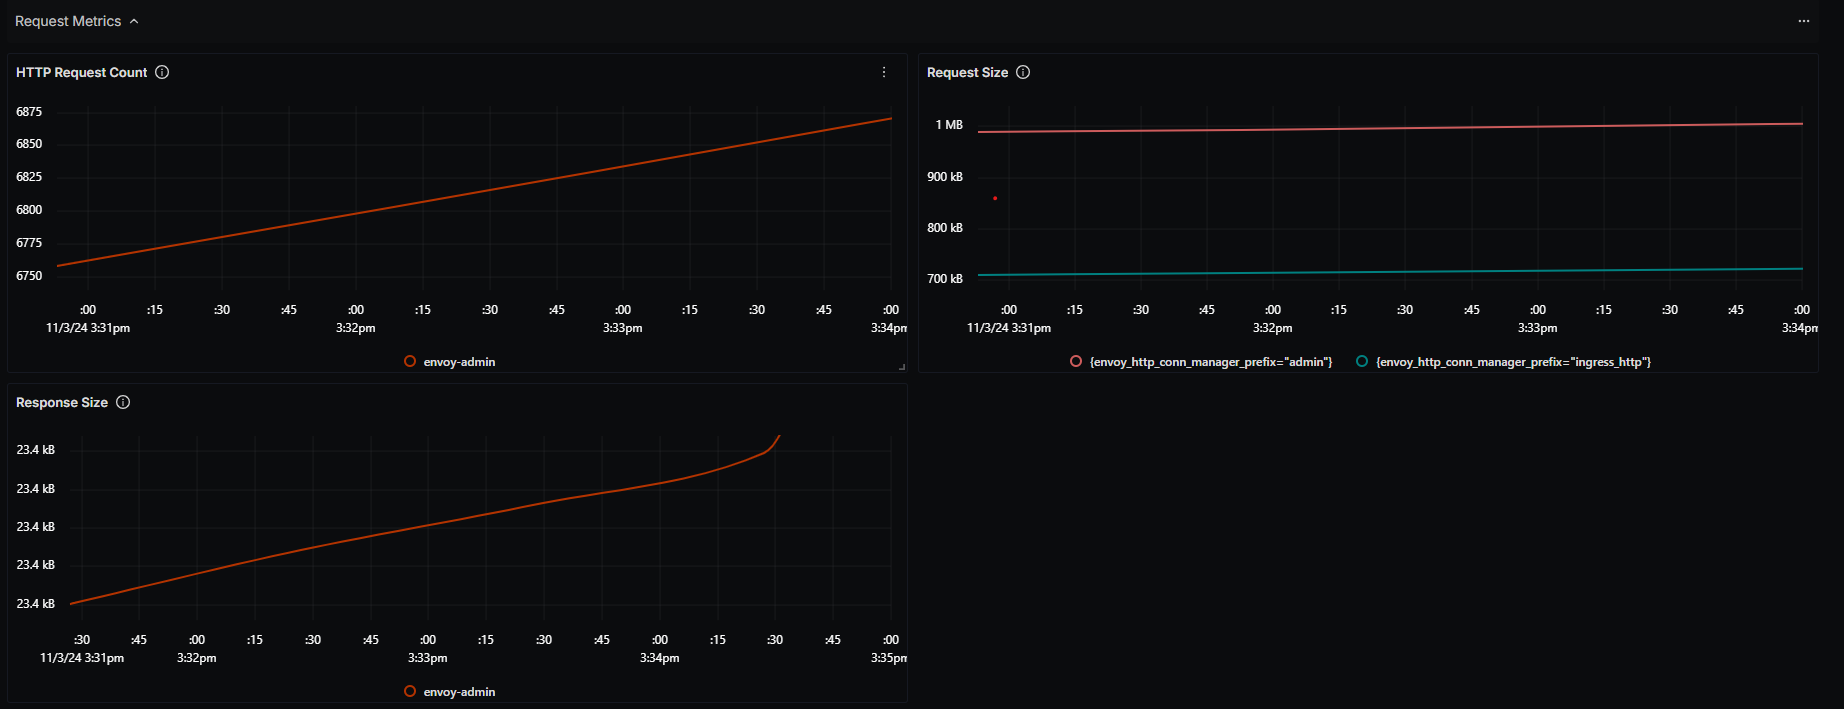 Request Metrics
HTTP Request Count
6875
6850
6825
6800
6775
6750
:00 :15 :30 :45 :00 :15 :30 :45 :00 :15 :30 :45 :00
11/3/24 3:31pm 3:32pm 3:33pm 3:34pm
envoy-admin
Request Size
1 MB
900 kB
800 kB
700 kB
:00 :15 :30 :45 :00 :15 :30 :45 :00 :15 :30 :45 :00
11/3/24 3:31pm 3:32pm 3:33pm 3:34pm
{envoy_http_conn_manager_prefix="admin"} {envoy_http_conn_manager_prefix="ingress_http"}
Response Size
23.4 kB
23.4 kB
23.4 kB
23.4 kB
23.4 kB
:30 :45 :00 :15 :30 :45 :00 :15 :30 :45 :00 :15 :30 :45 :00
11/3/24 3:31pm 3:32pm 3:33pm 3:34pm 3:35pm
envoy-admin